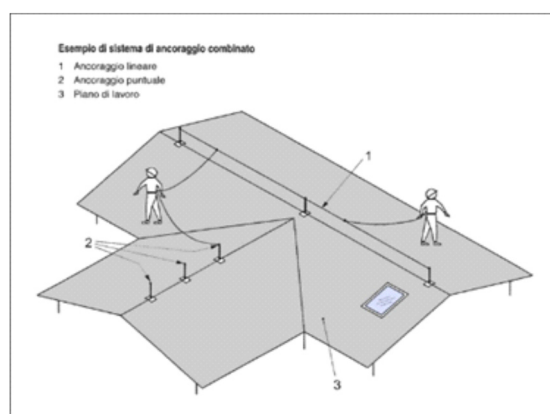 Esempio di sistema di ancoraggio combinato
1 Ancoraggio lineare
2 Ancoraggio puntuale
3 Piano di lavoro
1
2
3